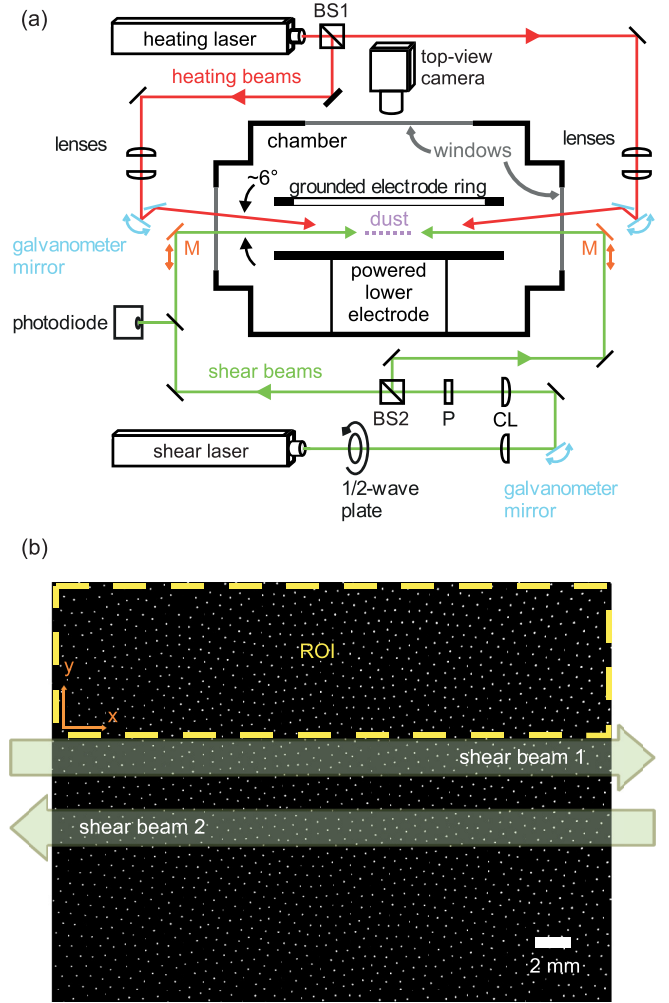 (a)
heating laser
BS1
heating beams
top-view
camera
lenses
chamber
windows
lenses
~6°
grounded electrode ring
dust
galvanometer
mirror
M
M
powered
lower
electrode
photodiode
shear beams
BS2
P
CL
shear laser
1/2-wave
plate
galvanometer
mirror
(b)
ROI
y
x
shear beam 1
shear beam 2
2 mm